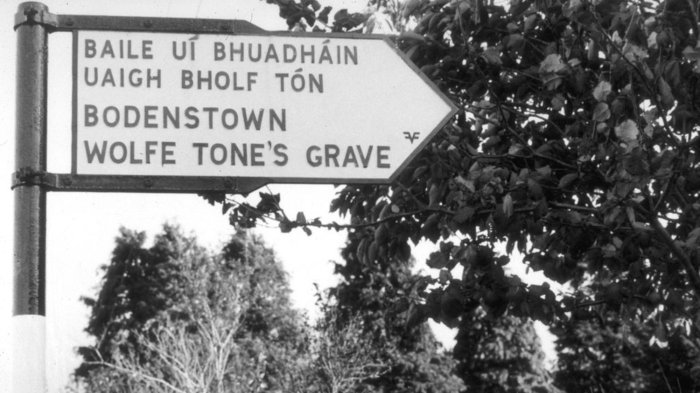 BAILE UÍ BHUADHÁIN
UAIGH BHOLF TÓN
BODENSTOWN
WOLFE TONE'S GRAVE